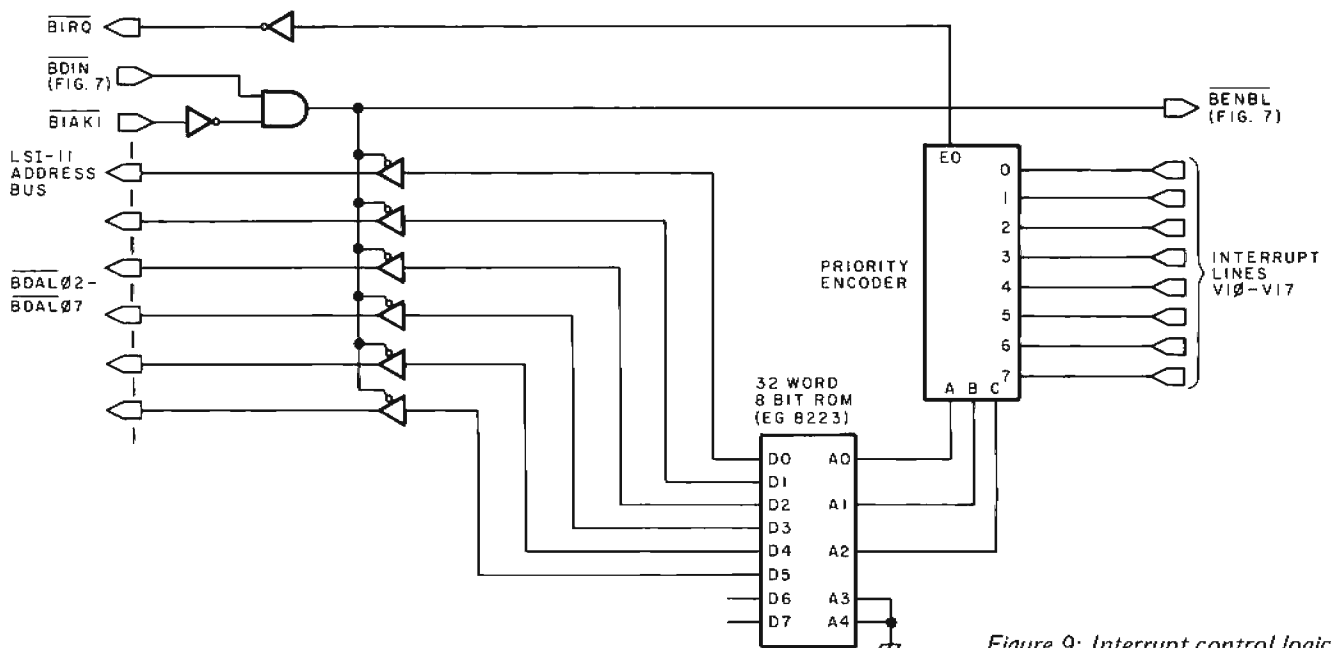 BIRQ
BDIN
(FIG. 7)
BIAKI
BENBL
(FIG. 7)
LSI-11
ADDRESS
BUS
BDALØ2-
BDALØ7
EO
0
1
2
3
4
5
6
7
A B C
PRIORITY
ENCODER
INTERRUPT
LINES
VIØ-VI7
32 WORD
8 BIT ROM
(EG 8223)
D0 A0
D1
D2 A1
D3
D4 A2
D5
D6 A3
D7 A4
Figure 9: Interrupt control logic